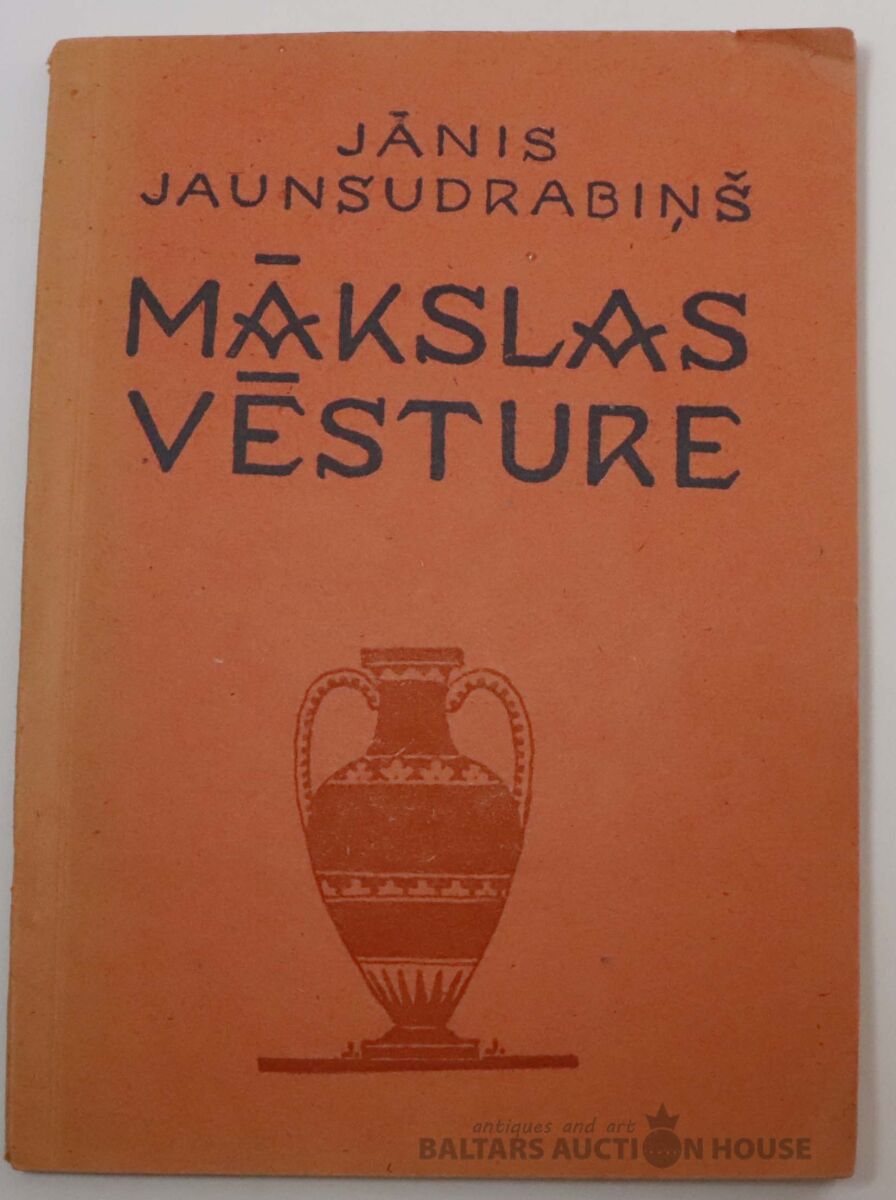 JĀNIS
JAUNSUDRABIŅŠ
MĀKSLAS
VĒSTURE
antiques and art
BALTARS AUCTION HOUSE